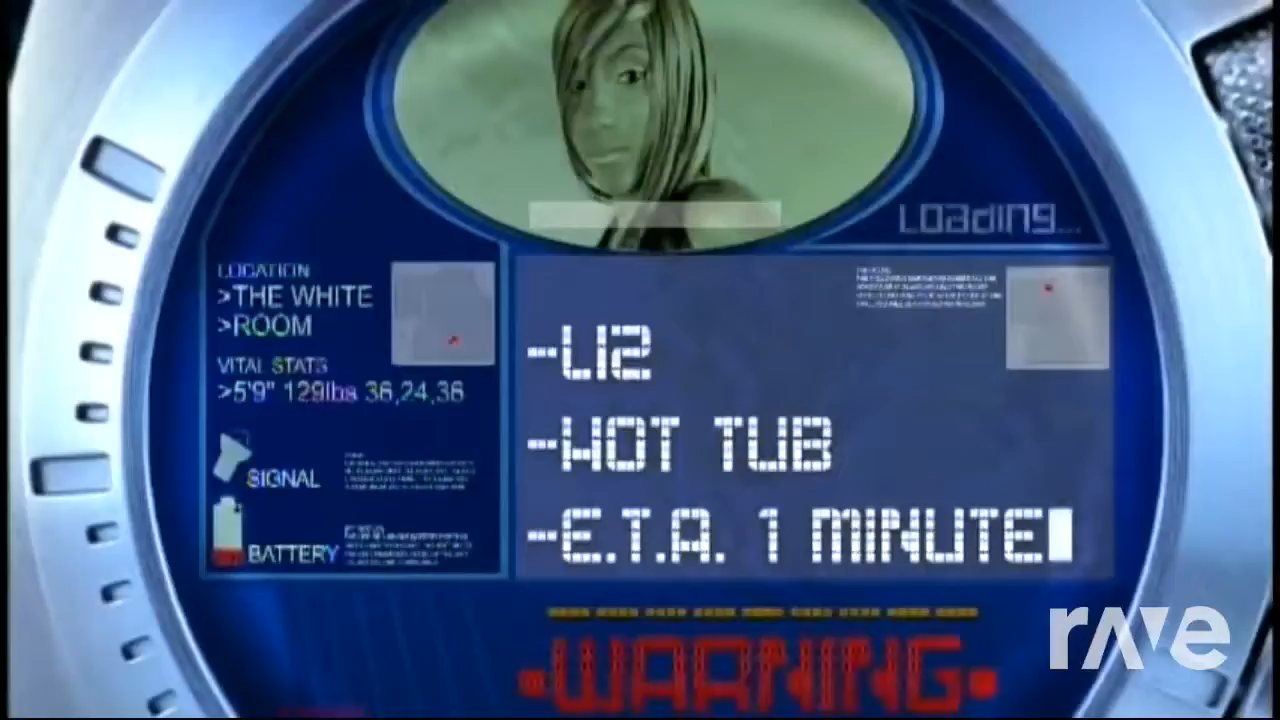 Loading...
LOCATION
>THE WHITE
>ROOM
VITAL STATS
>5'9" 129lbs 36,24,36
SIGNAL
BATTERY
-LIZ
-HOT TUB
-E.T.A. 1 MINUTE
•WARNING•
rave